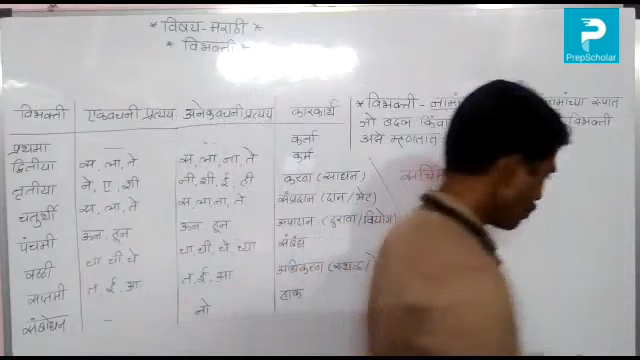 * विषय - मराठी *
* विभक्ती *
PrepScholar
विभक्ती एकवचनी प्रत्यय अनेकवचनी प्रत्यय कारकार्थ
प्रथमा — — कर्ता
द्वितीया स, ला, ते स, ला, ना, ते कर्म
तृतीया ने, ए, शी नी, शी, ई, ही करण (साधन)
चतुर्थी स, ला, ते स, ला, ना, ते संप्रदान (दान/भेट)
पंचमी ऊन, हून ऊन, हून अपादान (दुरावा/वियोग)
षष्ठी चा, ची, चे चा, ची, चे, च्या संबंध
सप्तमी त, ई, आ त, ई, आ अधिकरण (स्थळ/
संबोधन — नो हाक
* विभक्ती - रूपात
जो बदल किंवा विभक्ती
असे म्हणतात